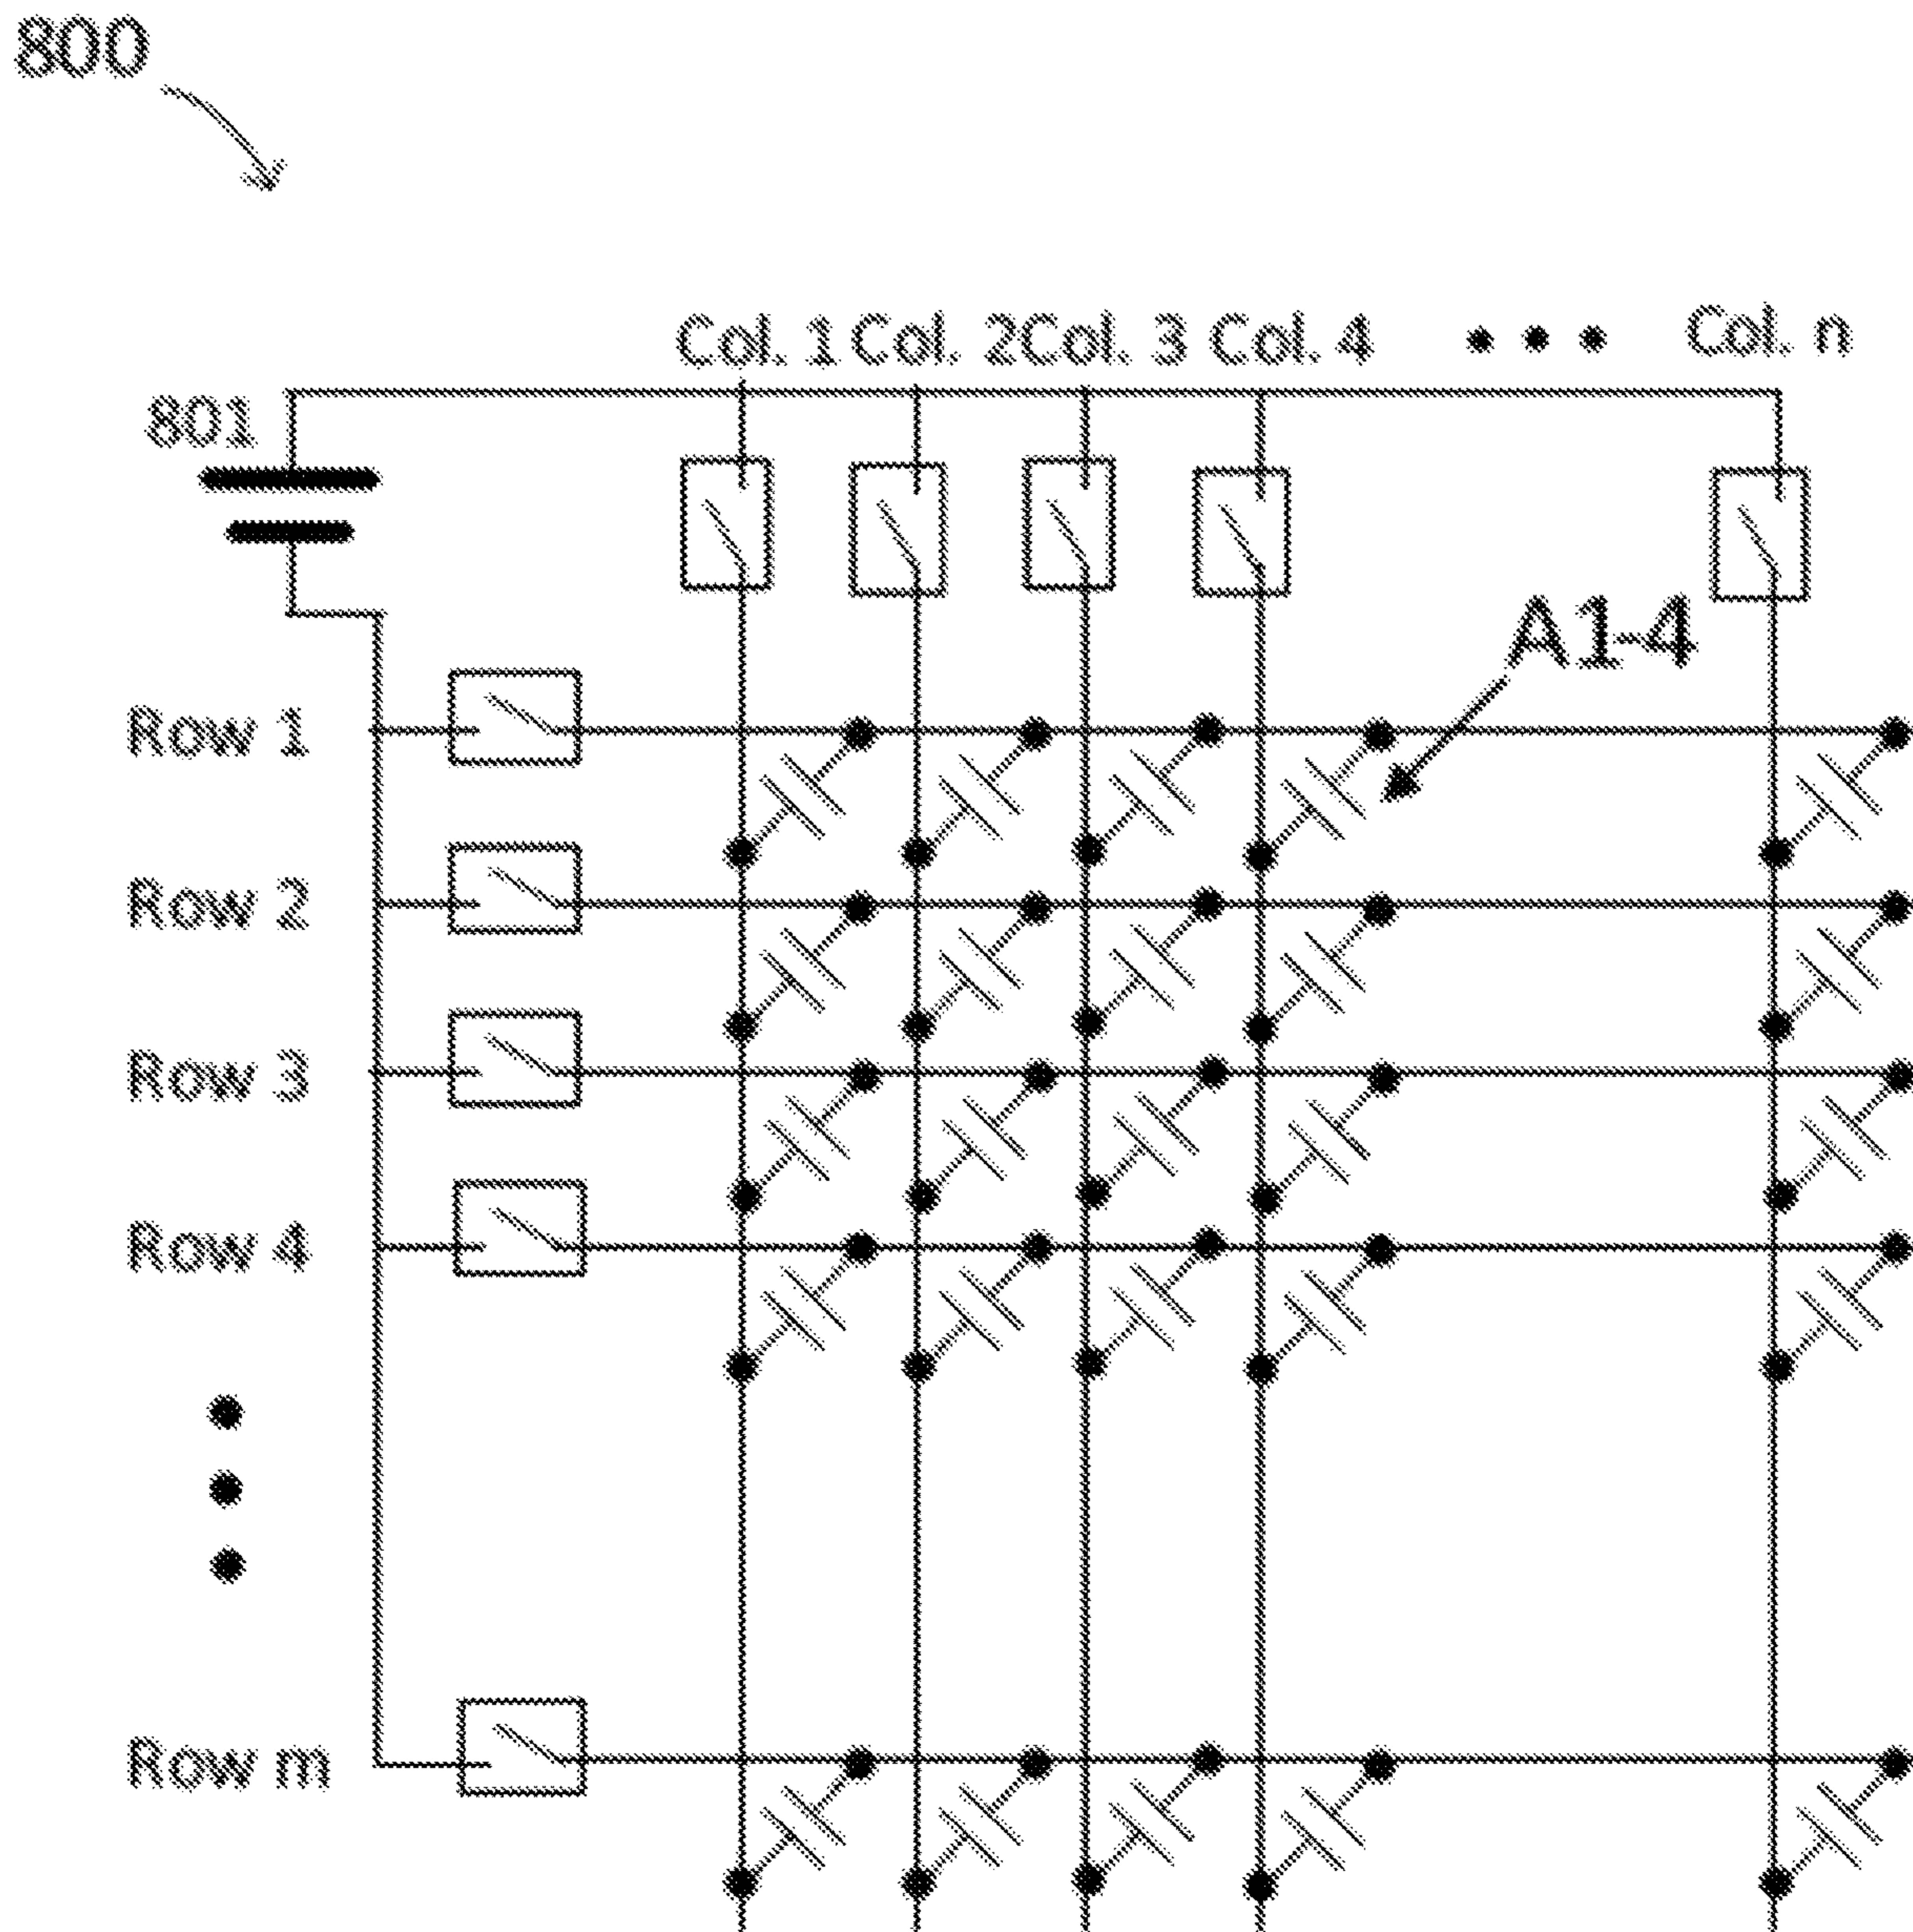 800
Col. 1 Col. 2 Col. 3 Col. 4 • • • Col. n
801
A1-4
Row 1
Row 2
Row 3
Row 4
Row m